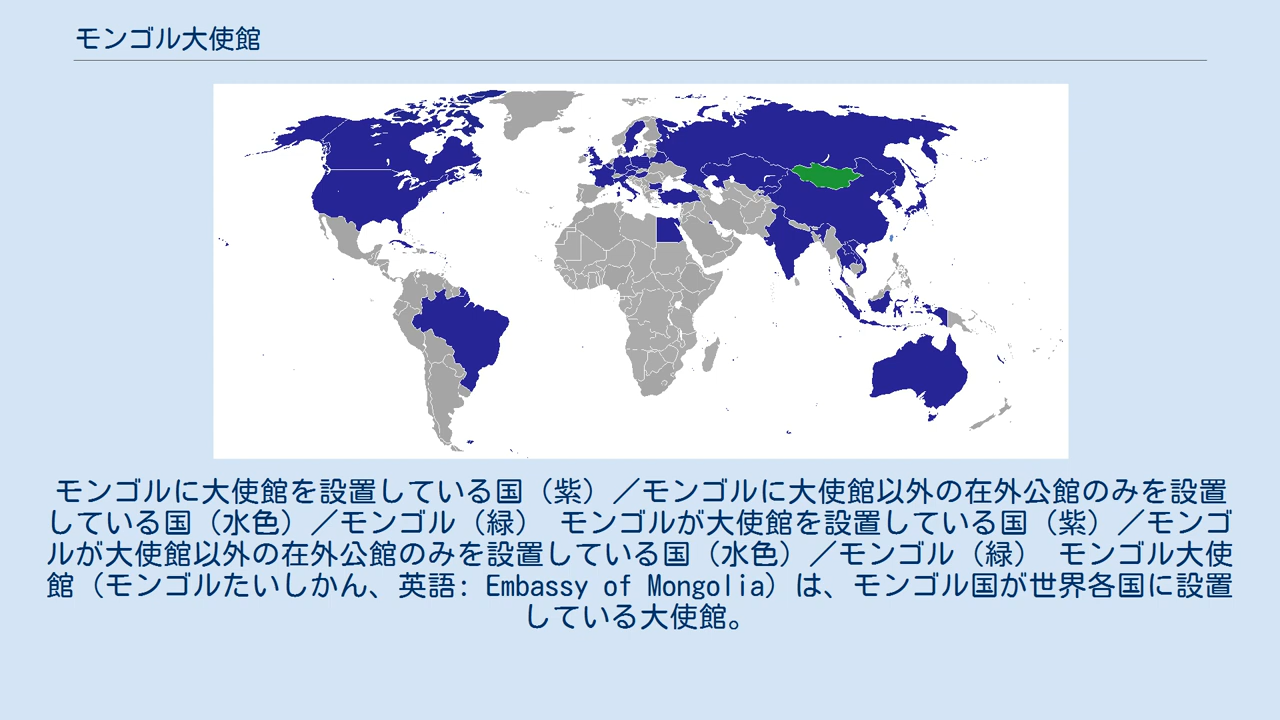 モンゴル大使館
モンゴルに大使館を設置している国（紫）／モンゴルに大使館以外の在外公館のみを設置
している国（水色）／モンゴル（緑） モンゴルが大使館を設置している国（紫）／モンゴ
ルが大使館以外の在外公館のみを設置している国（水色）／モンゴル（緑） モンゴル大使
館（モンゴルたいしかん、英語: Embassy of Mongolia）は、モンゴル国が世界各国に設置
している大使館。